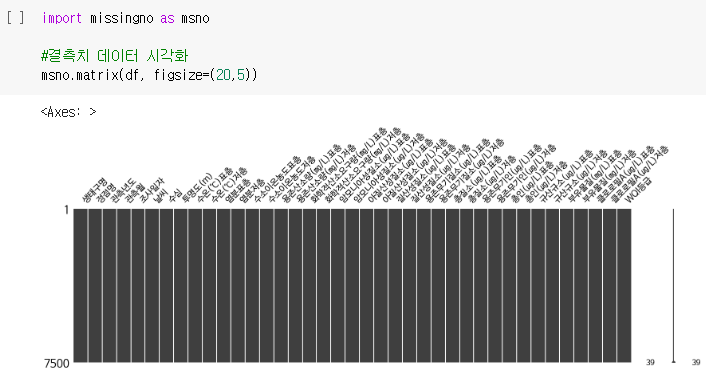 [ ] import missingno as msno
#결측치 데이터 시각화
msno.matrix(df, figsize=(20,5))
<Axes: >
생태구명
정점명
관측년도
관측월
조사일자
날씨
수심
투명도(m)
수온(℃)표층
수온(℃)저층
염분표층
염분저층
수소이온농도표층
수소이온농도저층
용존산소량(mg/L)표층
용존산소량(mg/L)저층
화학적산소요구량(mg/L)표층
화학적산소요구량(mg/L)저층
암모니아성질소(㎍/L)표층
암모니아성질소(㎍/L)저층
아질산성질소(㎍/L)표층
아질산성질소(㎍/L)저층
질산성질소(㎍/L)표층
질산성질소(㎍/L)저층
용존무기질소(㎍/L)표층
용존무기질소(㎍/L)저층
총질소(㎍/L)표층
총질소(㎍/L)저층
용존무기인(㎍/L)표층
용존무기인(㎍/L)저층
총인(㎍/L)표층
총인(㎍/L)저층
규산규소(㎍/L)표층
규산규소(㎍/L)저층
부유물질(mg/L)표층
부유물질(mg/L)저층
클로로필A(㎍/L)표층
클로로필A(㎍/L)저층
WQI등급
1
7500
39
39